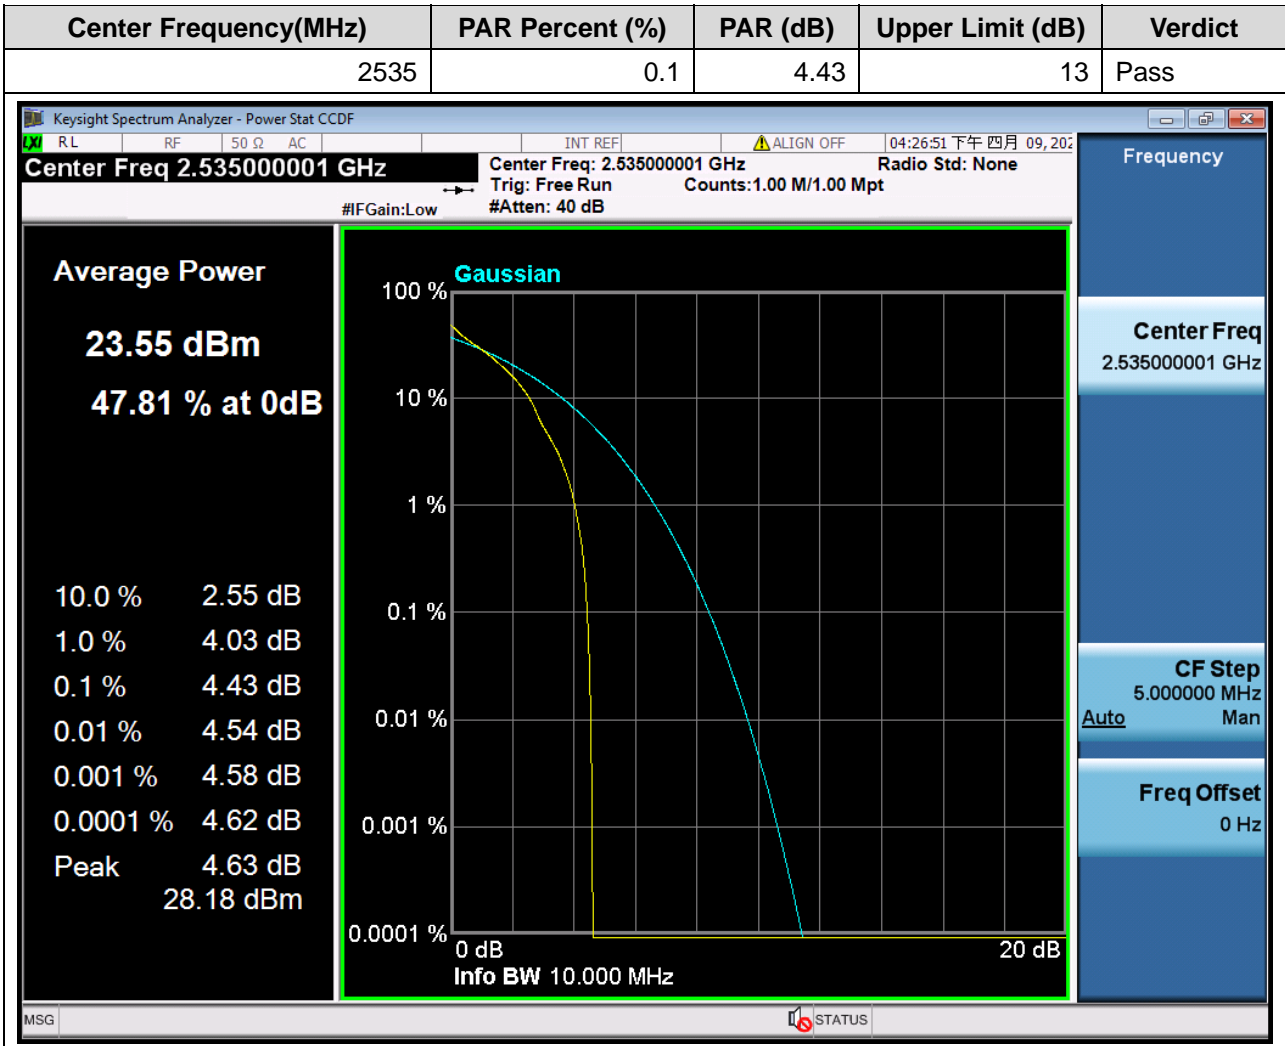 Center Frequency(MHz) PAR Percent (%) PAR (dB) Upper Limit (dB) Verdict
2535 0.1 4.43 13 Pass
Keysight Spectrum Analyzer - Power Stat CCDF
LXI RL RF 50 Ω AC INT REF ALIGN OFF 04:26:51 下午 四月 09, 202
Center Freq 2.535000001 GHz
Center Freq: 2.535000001 GHz Radio Std: None
Trig: Free Run Counts:1.00 M/1.00 Mpt
#IFGain:Low #Atten: 40 dB
Average Power
23.55 dBm
47.81 % at 0dB
10.0 % 2.55 dB
1.0 % 4.03 dB
0.1 % 4.43 dB
0.01 % 4.54 dB
0.001 % 4.58 dB
0.0001 % 4.62 dB
Peak 4.63 dB
28.18 dBm
Gaussian
100 %
10 %
1 %
0.1 %
0.01 %
0.001 %
0.0001 %
0 dB 20 dB
Info BW 10.000 MHz
Frequency
Center Freq
2.535000001 GHz
CF Step
5.000000 MHz
Auto Man
Freq Offset
0 Hz
MSG STATUS